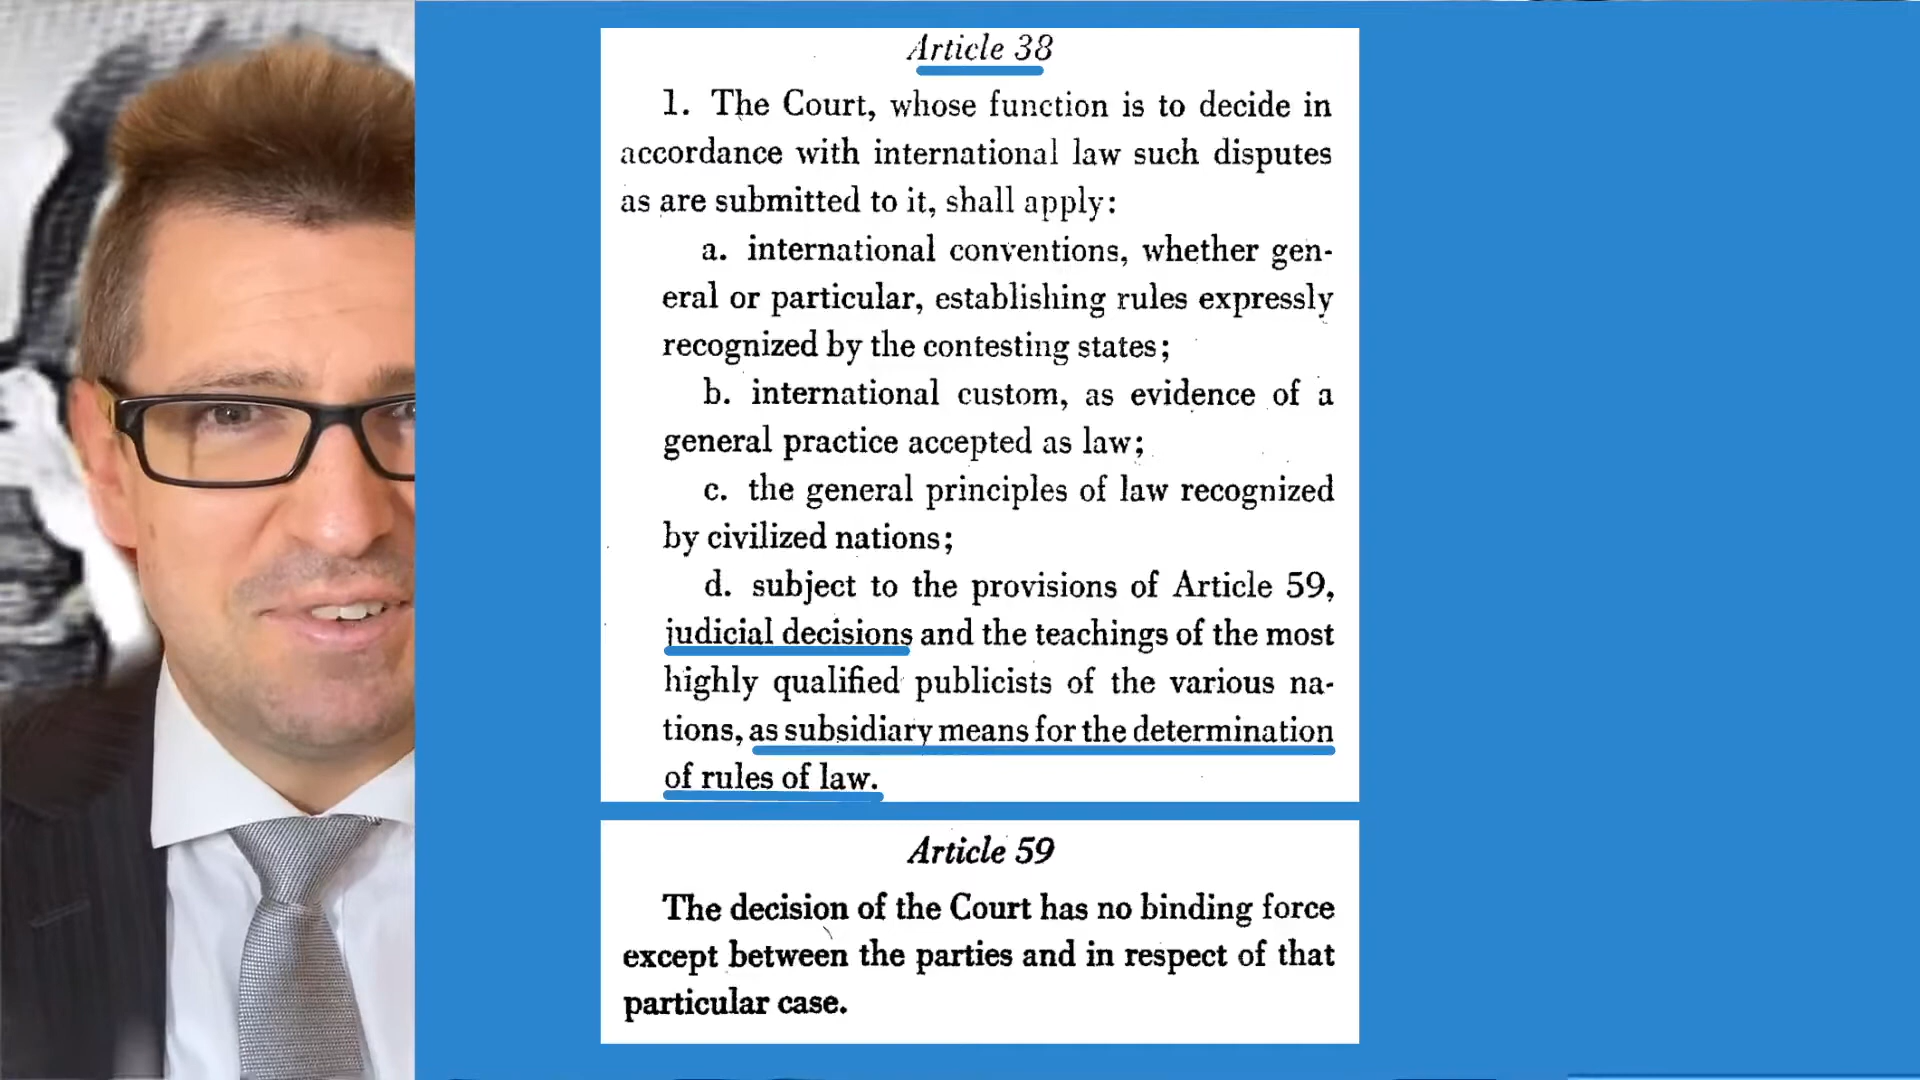 Article 38
1. The Court, whose function is to decide in
accordance with international law such disputes
as are submitted to it, shall apply:
a. international conventions, whether gen-
eral or particular, establishing rules expressly
recognized by the contesting states;
b. international custom, as evidence of a
general practice accepted as law;
c. the general principles of law recognized
by civilized nations;
d. subject to the provisions of Article 59,
judicial decisions and the teachings of the most
highly qualified publicists of the various na-
tions, as subsidiary means for the determination
of rules of law.
Article 59
The decision of the Court has no binding force
except between the parties and in respect of that
particular case.